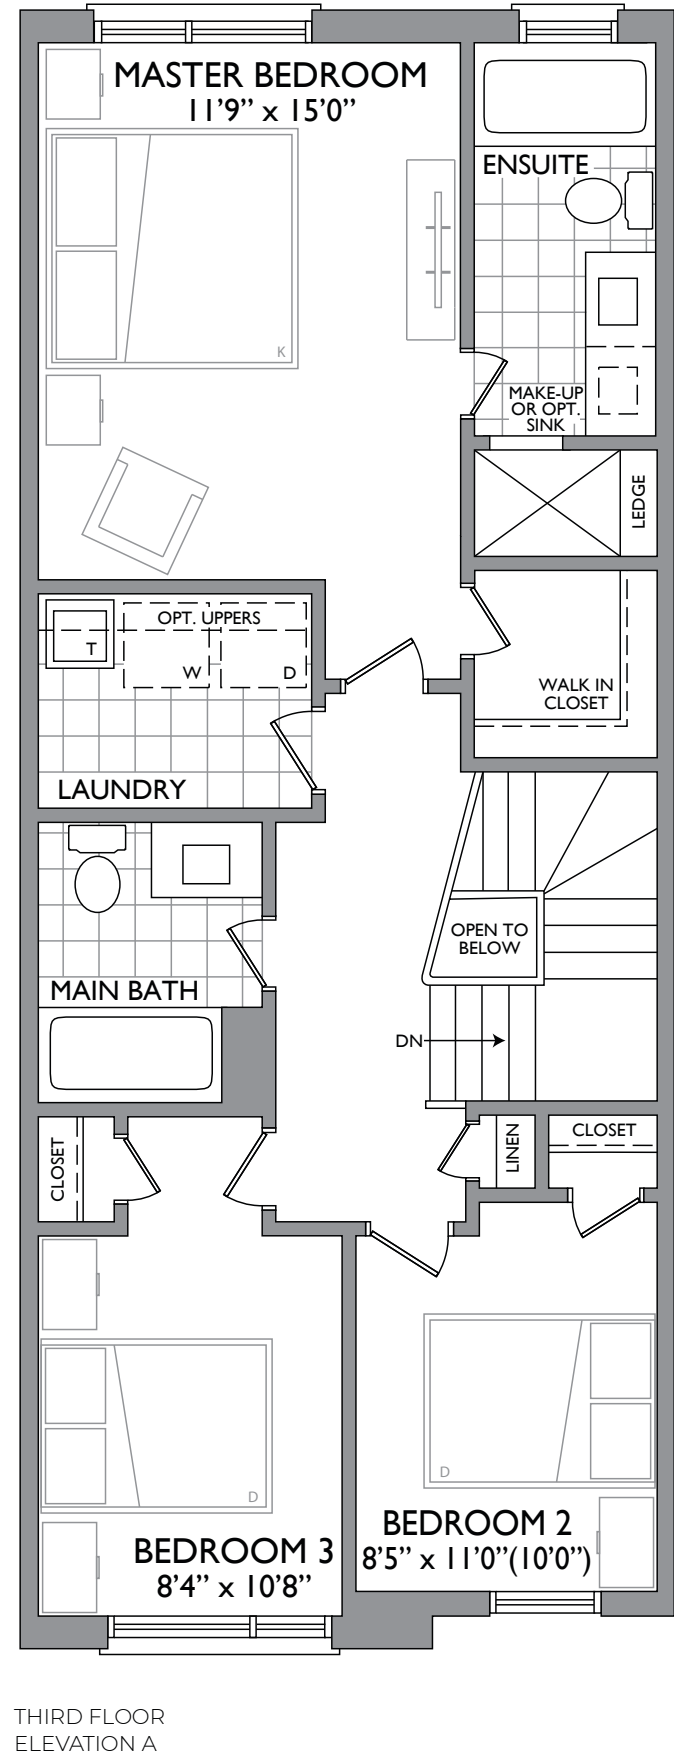 MASTER BEDROOM
11’9” x 15’0”
ENSUITE
K
MAKE-UP
OR OPT.
SINK
LEDGE
OPT. UPPERS
T
W
D
WALK IN
CLOSET
LAUNDRY
OPEN TO
BELOW
MAIN BATH
DN
CLOSET
LINEN
CLOSET
D
D
BEDROOM 2
8’5” x 11’0”(10’0”)
BEDROOM 3
8’4” x 10’8”
THIRD FLOOR
ELEVATION A